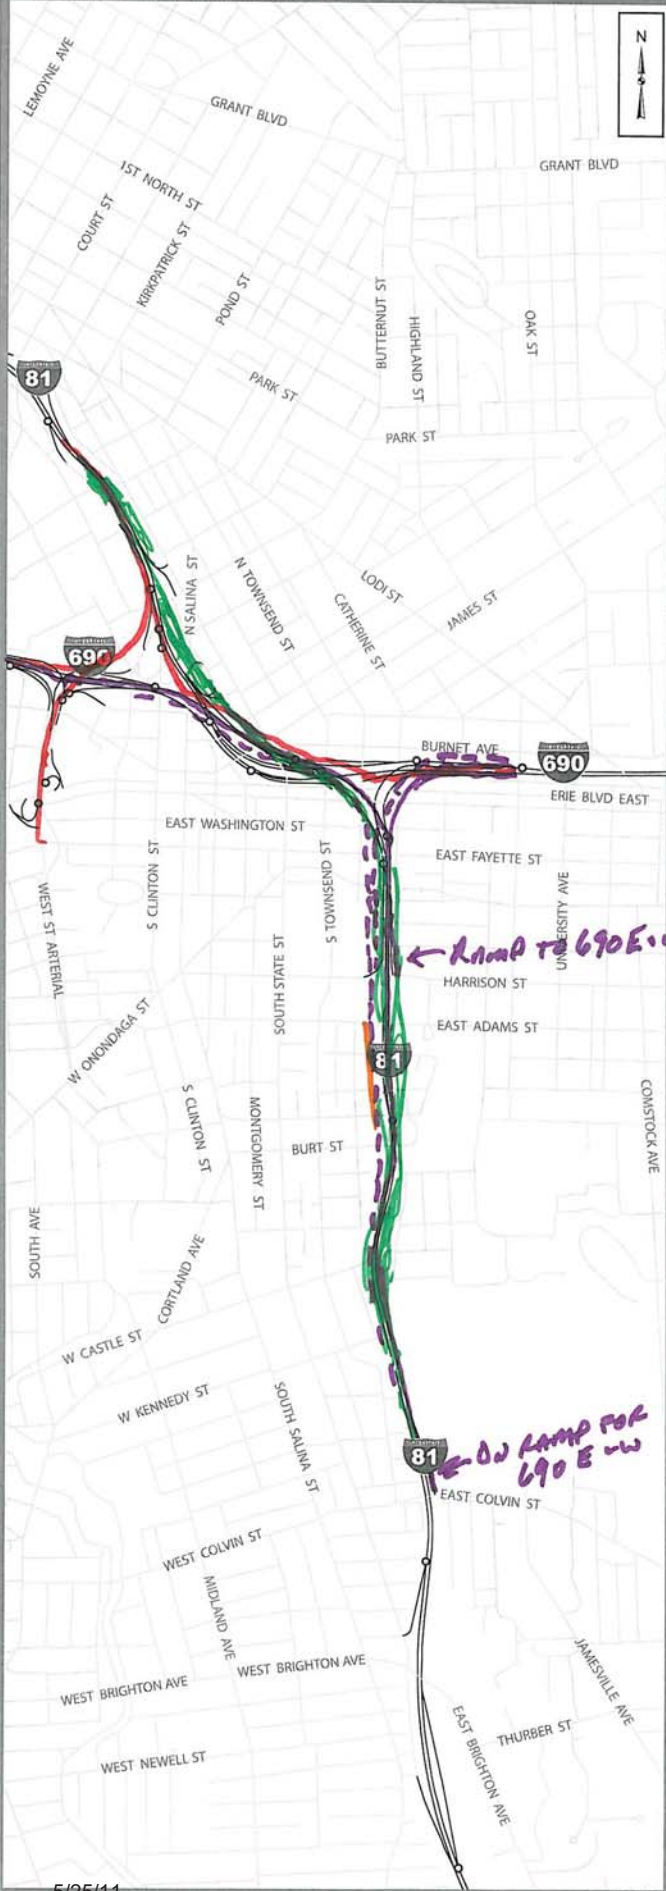 N
LEMOYNE AVE
GRANT BLVD
GRANT BLVD
1ST NORTH ST
COURT ST
KIRKPATRICK ST
POND ST
BUTTERNUT ST
HIGHLAND ST
OAK ST
81
PARK ST
PARK ST
N SALINA ST
N TOWNSEND ST
LODI ST
CATHERINE ST
JAMES ST
690
BURNET AVE
690
ERIE BLVD EAST
EAST WASHINGTON ST
S CLINTON ST
S TOWNSEND ST
EAST FAYETTE ST
UNIVERSITY AVE
WEST ST ARTERIAL
SOUTH STATE ST
← RAMP TO 690 E
HARRISON ST
W ONONDAGA ST
EAST ADAMS ST
81
S CLINTON ST
MONTGOMERY ST
BURT ST
COMSTOCK AVE
SOUTH AVE
CORTLAND AVE
W CASTLE ST
W KENNEDY ST
SOUTH SALINA ST
81
← ON RAMP FOR
690 E
EAST COLVIN ST
WEST COLVIN ST
MIDLAND AVE
WEST BRIGHTON AVE
WEST BRIGHTON AVE
JAMESVILLE AVE
EAST BRIGHTON AVE
THURBER ST
WEST NEWELL ST
5/25/11